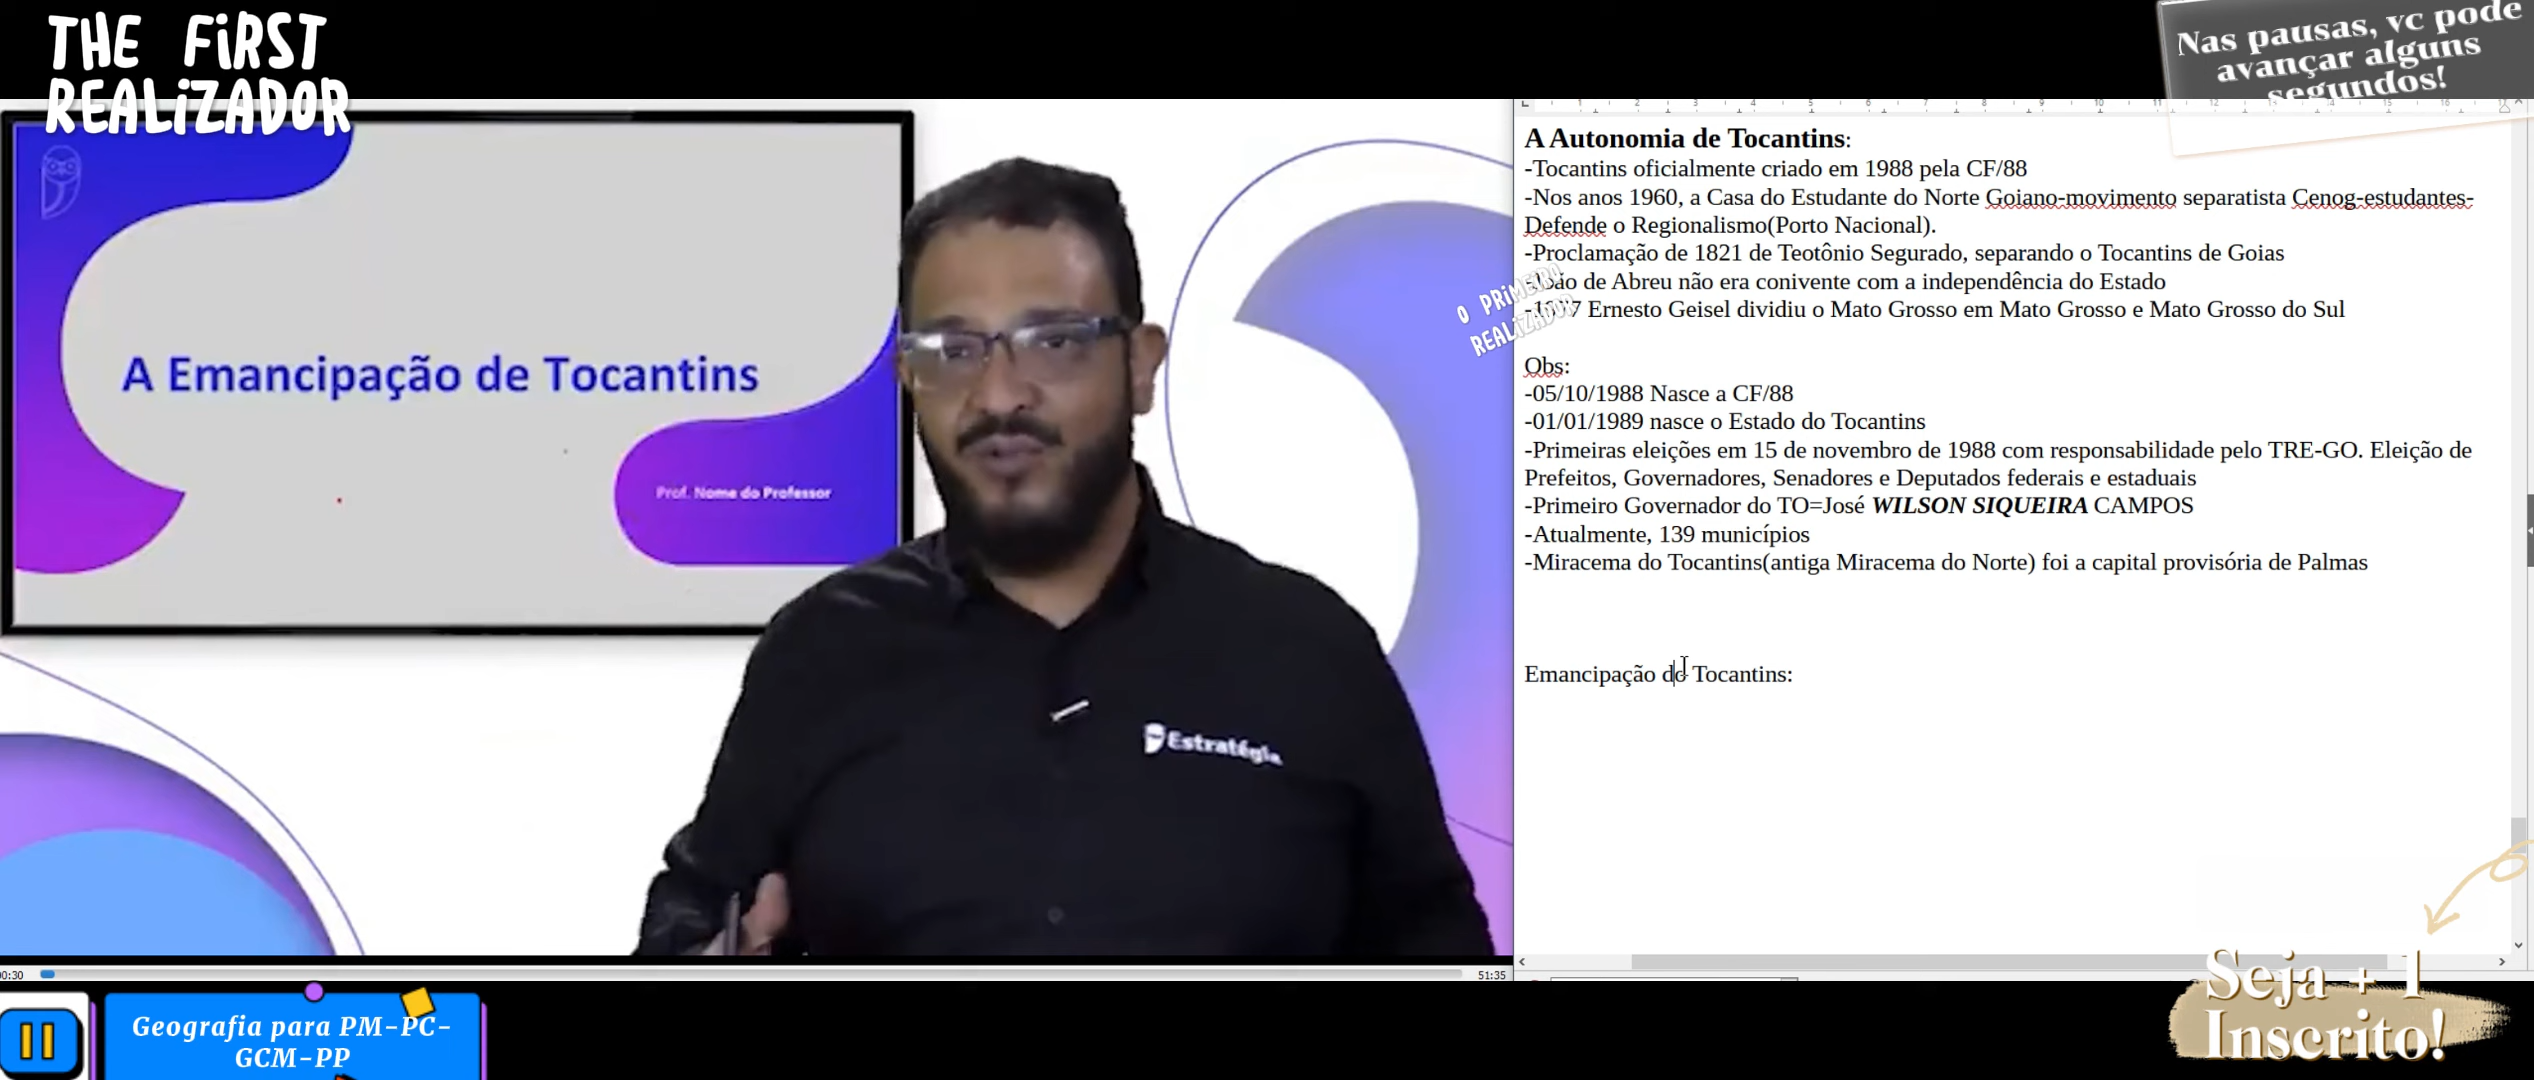 THE FiRST
REALiZADOR
Nas pausas, vc pode
avançar alguns
segundos!
A Emancipação de Tocantins
Prof. Nome do Professor
Estratégia
O PRiMEiRO
REALiZADOR
A Autonomia de Tocantins:
-Tocantins oficialmente criado em 1988 pela CF/88
-Nos anos 1960, a Casa do Estudante do Norte Goiano-movimento separatista Cenog-estudantes-
Defende o Regionalismo(Porto Nacional).
-Proclamação de 1821 de Teotônio Segurado, separando o Tocantins de Goias
-João de Abreu não era conivente com a independência do Estado
-1977 Ernesto Geisel dividiu o Mato Grosso em Mato Grosso e Mato Grosso do Sul
Obs:
-05/10/1988 Nasce a CF/88
-01/01/1989 nasce o Estado do Tocantins
-Primeiras eleições em 15 de novembro de 1988 com responsabilidade pelo TRE-GO. Eleição de
Prefeitos, Governadores, Senadores e Deputados federais e estaduais
-Primeiro Governador do TO=José WILSON SIQUEIRA CAMPOS
-Atualmente, 139 municípios
-Miracema do Tocantins(antiga Miracema do Norte) foi a capital provisória de Palmas
Emancipação do Tocantins:
00:30
51:35
Geografia para PM-PC-
GCM-PP
Seja + 1
Inscrito!